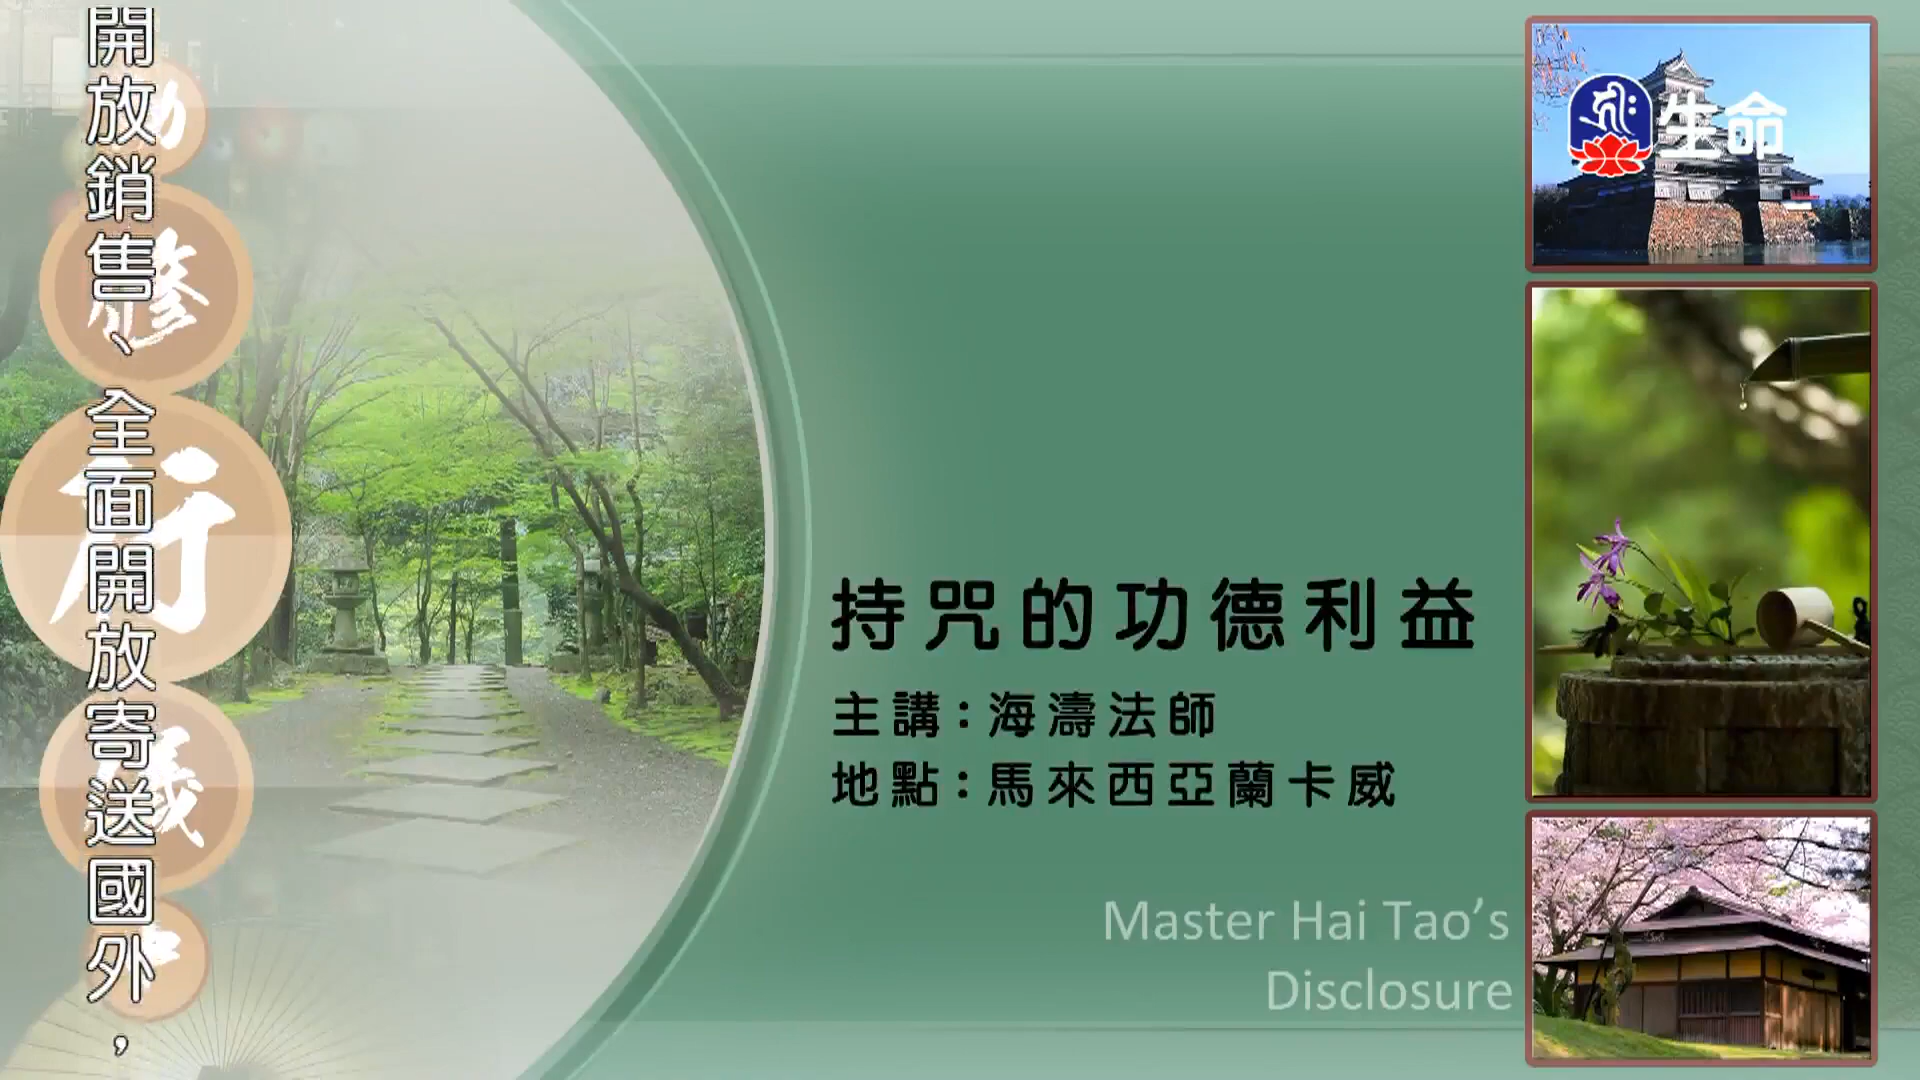 開放銷售、全面開放寄送國外，
修
行
生命
持咒的功德利益
主講：海濤法師
地點：馬來西亞蘭卡威
Master Hai Tao’s
Disclosure